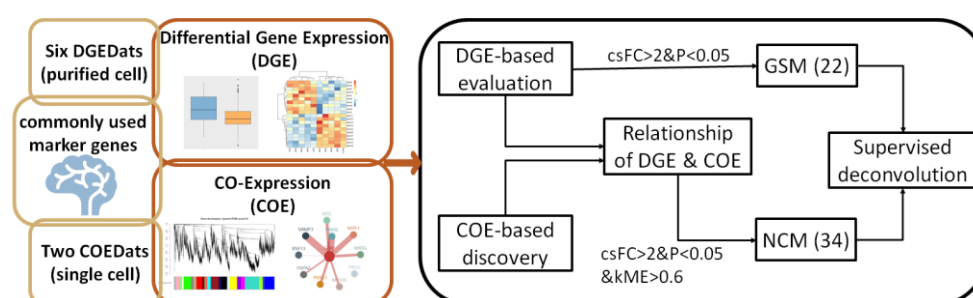 Six DGEDats
(purified cell)
commonly used
marker genes
Two COEDats
(single cell)
Differential Gene Expression
(DGE)
CO-Expression
(COE)
DGE-based
evaluation
csFC>2&P<0.05
GSM (22)
Relationship
of DGE & COE
Supervised
deconvolution
COE-based
discovery
csFC>2&P<0.05
&kME>0.6
NCM (34)